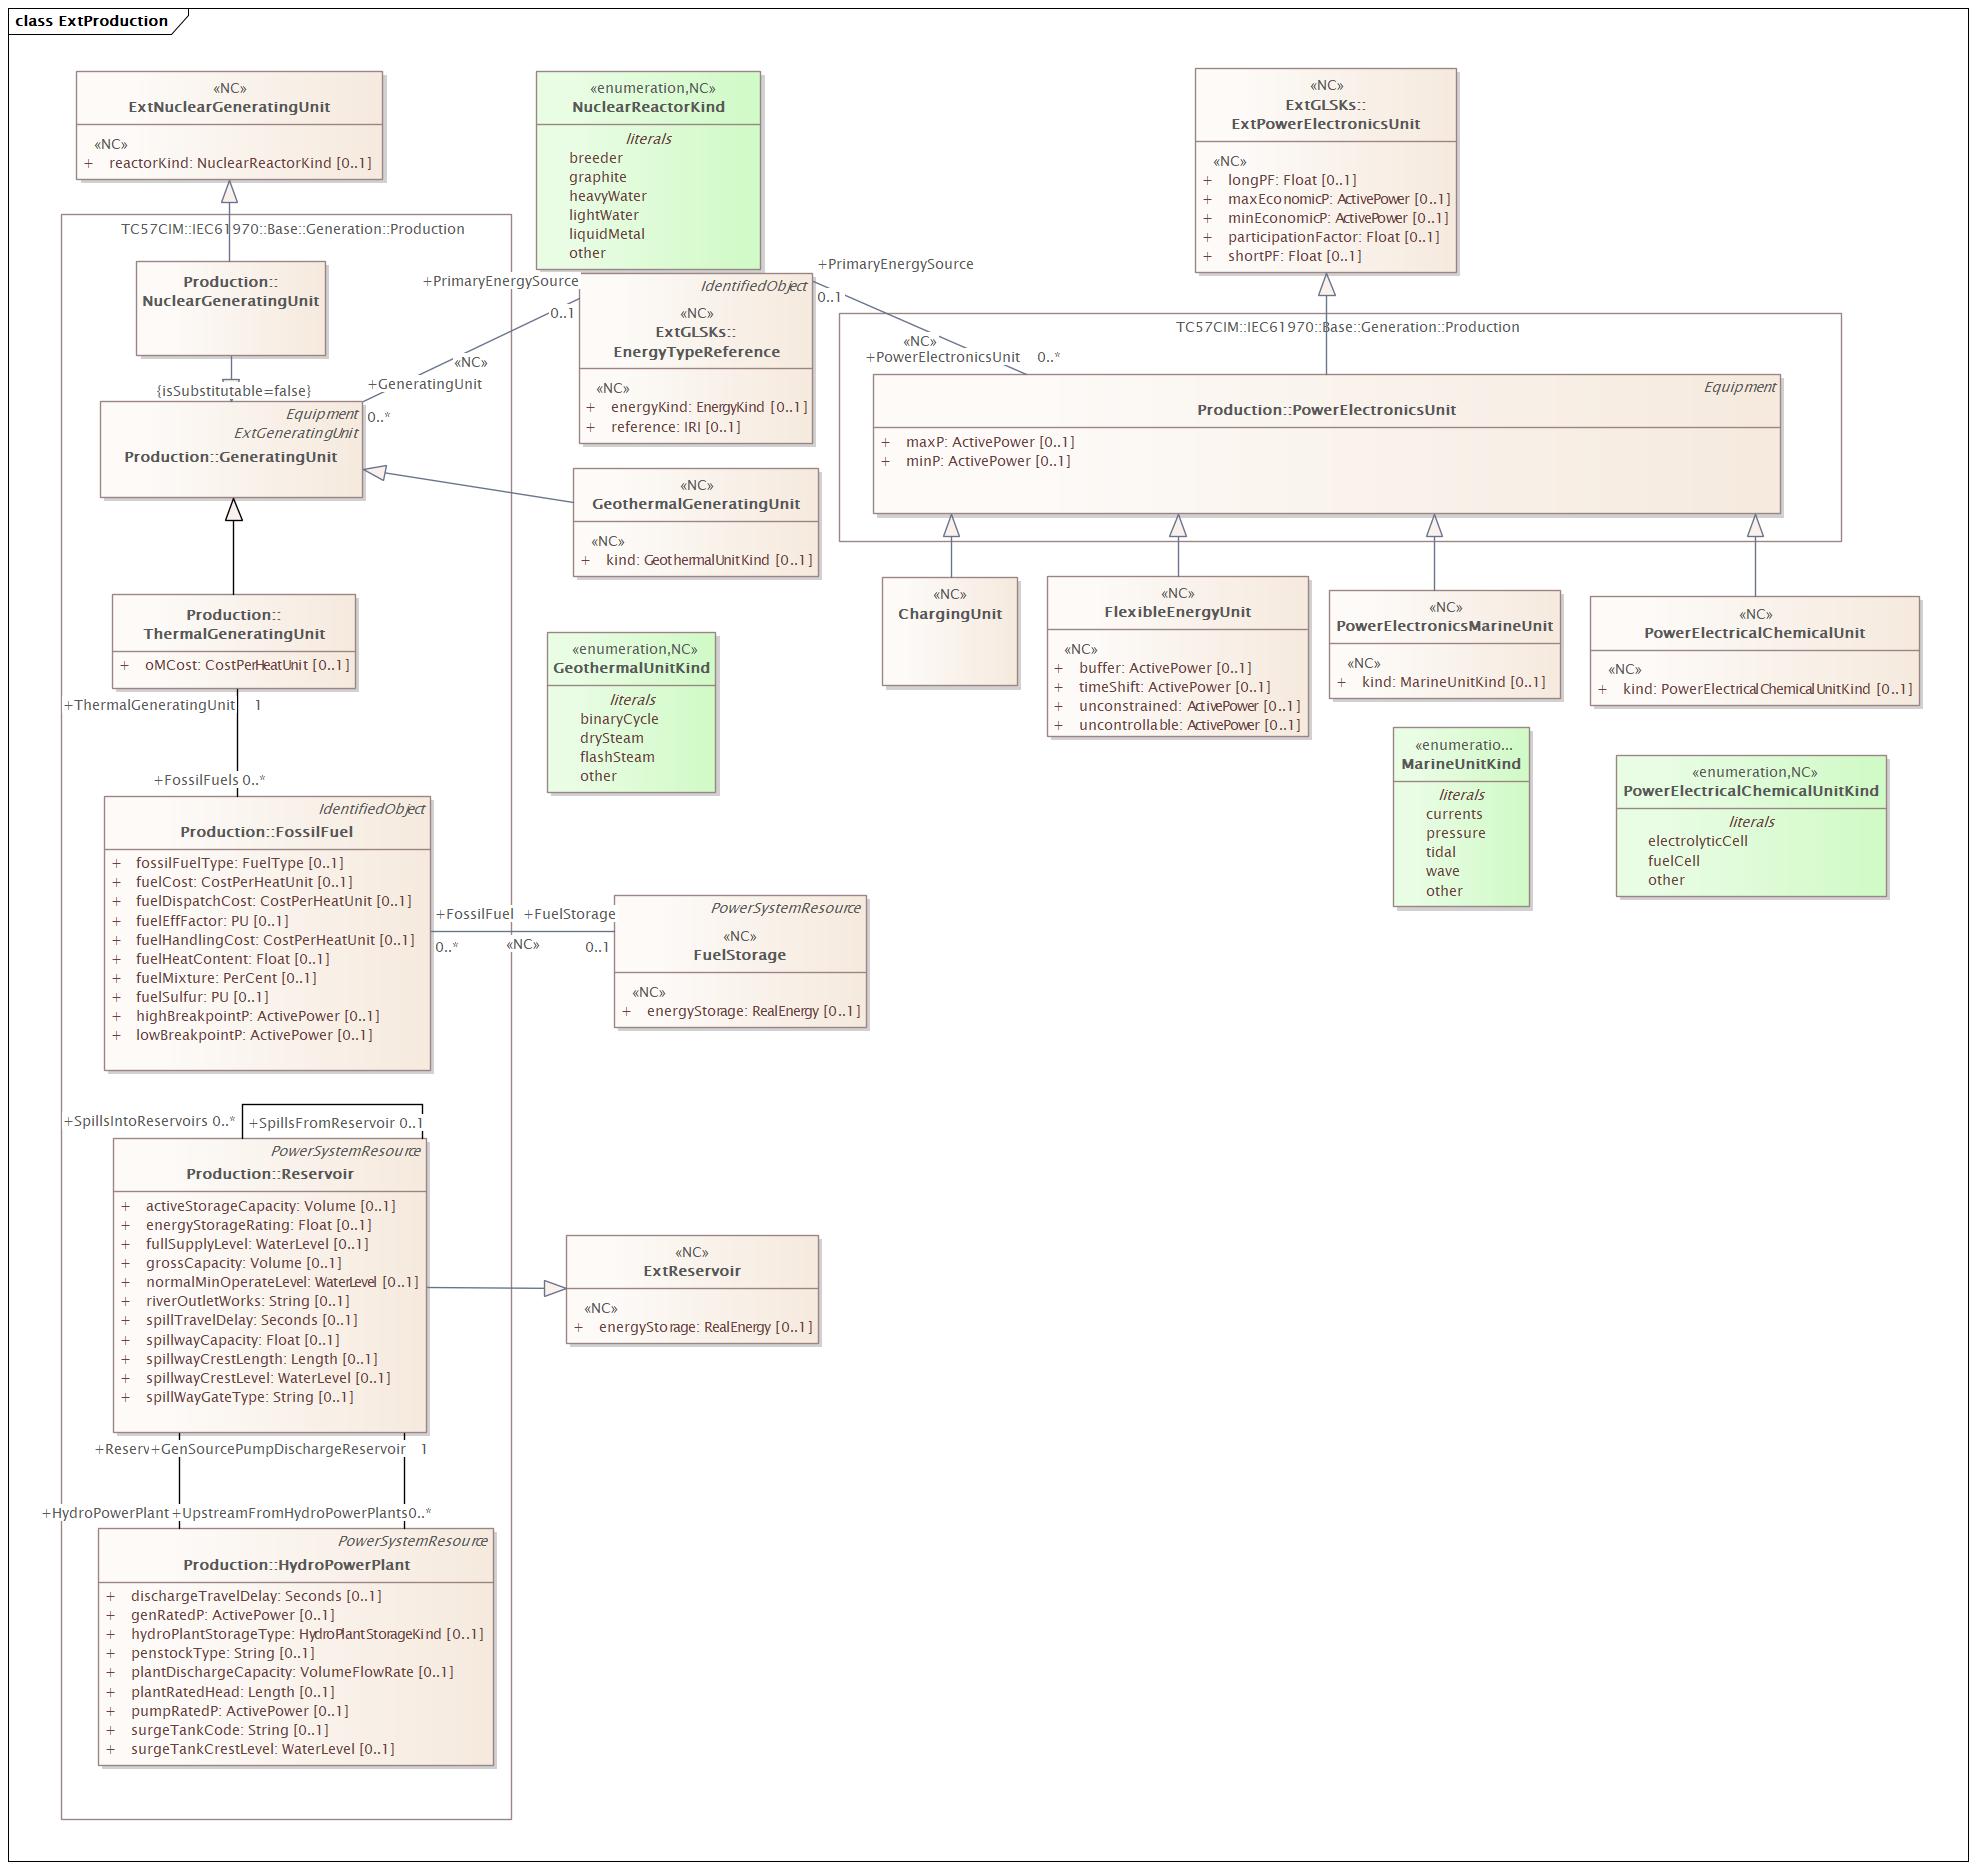 class ExtProduction
«NC»
ExtNuclearGeneratingUnit
«NC»
+ reactorKind: NuclearReactorKind [0..1]
«enumeration,NC»
NuclearReactorKind
literals
breeder
graphite
heavyWater
lightWater
liquidMetal
other
«NC»
ExtGLSKs::
ExtPowerElectronicsUnit
«NC»
+ longPF: Float [0..1]
+ maxEconomicP: ActivePower [0..1]
+ minEconomicP: ActivePower [0..1]
+ participationFactor: Float [0..1]
+ shortPF: Float [0..1]
TC57CIM::IEC61970::Base::Generation::Production
Production::
NuclearGeneratingUnit
{isSubstitutable=false}
+PrimaryEnergySource
0..1
«NC»
+GeneratingUnit
0..*
IdentifiedObject
«NC»
ExtGLSKs::
EnergyTypeReference
«NC»
+ energyKind: EnergyKind [0..1]
+ reference: IRI [0..1]
+PrimaryEnergySource
0..1
«NC»
+PowerElectronicsUnit 0..*
TC57CIM::IEC61970::Base::Generation::Production
Equipment
Production::PowerElectronicsUnit
+ maxP: ActivePower [0..1]
+ minP: ActivePower [0..1]
Equipment
ExtGeneratingUnit
Production::GeneratingUnit
«NC»
GeothermalGeneratingUnit
«NC»
+ kind: GeothermalUnitKind [0..1]
«NC»
ChargingUnit
«NC»
FlexibleEnergyUnit
«NC»
+ buffer: ActivePower [0..1]
+ timeShift: ActivePower [0..1]
+ unconstrained: ActivePower [0..1]
+ uncontrollable: ActivePower [0..1]
«NC»
PowerElectronicsMarineUnit
«NC»
+ kind: MarineUnitKind [0..1]
«NC»
PowerElectricalChemicalUnit
«NC»
+ kind: PowerElectricalChemicalUnitKind [0..1]
Production::
ThermalGeneratingUnit
+ oMCost: CostPerHeatUnit [0..1]
+ThermalGeneratingUnit 1
+FossilFuels 0..*
«enumeration,NC»
GeothermalUnitKind
literals
binaryCycle
drySteam
flashSteam
other
«enumeratio...
MarineUnitKind
literals
currents
pressure
tidal
wave
other
«enumeration,NC»
PowerElectricalChemicalUnitKind
literals
electrolyticCell
fuelCell
other
IdentifiedObject
Production::FossilFuel
+ fossilFuelType: FuelType [0..1]
+ fuelCost: CostPerHeatUnit [0..1]
+ fuelDispatchCost: CostPerHeatUnit [0..1]
+ fuelEffFactor: PU [0..1]
+ fuelHandlingCost: CostPerHeatUnit [0..1]
+ fuelHeatContent: Float [0..1]
+ fuelMixture: PerCent [0..1]
+ fuelSulfur: PU [0..1]
+ highBreakpointP: ActivePower [0..1]
+ lowBreakpointP: ActivePower [0..1]
+FossilFuel +FuelStorage
0..* «NC» 0..1
PowerSystemResource
«NC»
FuelStorage
«NC»
+ energyStorage: RealEnergy [0..1]
+SpillsIntoReservoirs 0..* +SpillsFromReservoir 0..1
PowerSystemResource
Production::Reservoir
+ activeStorageCapacity: Volume [0..1]
+ energyStorageRating: Float [0..1]
+ fullSupplyLevel: WaterLevel [0..1]
+ grossCapacity: Volume [0..1]
+ normalMinOperateLevel: WaterLevel [0..1]
+ riverOutletWorks: String [0..1]
+ spillTravelDelay: Seconds [0..1]
+ spillwayCapacity: Float [0..1]
+ spillwayCrestLength: Length [0..1]
+ spillwayCrestLevel: WaterLevel [0..1]
+ spillWayGateType: String [0..1]
«NC»
ExtReservoir
«NC»
+ energyStorage: RealEnergy [0..1]
+Reserv+GenSourcePumpDischargeReservoir 1
+HydroPowerPlant+UpstreamFromHydroPowerPlants0..*
PowerSystemResource
Production::HydroPowerPlant
+ dischargeTravelDelay: Seconds [0..1]
+ genRatedP: ActivePower [0..1]
+ hydroPlantStorageType: HydroPlantStorageKind [0..1]
+ penstockType: String [0..1]
+ plantDischargeCapacity: VolumeFlowRate [0..1]
+ plantRatedHead: Length [0..1]
+ pumpRatedP: ActivePower [0..1]
+ surgeTankCode: String [0..1]
+ surgeTankCrestLevel: WaterLevel [0..1]